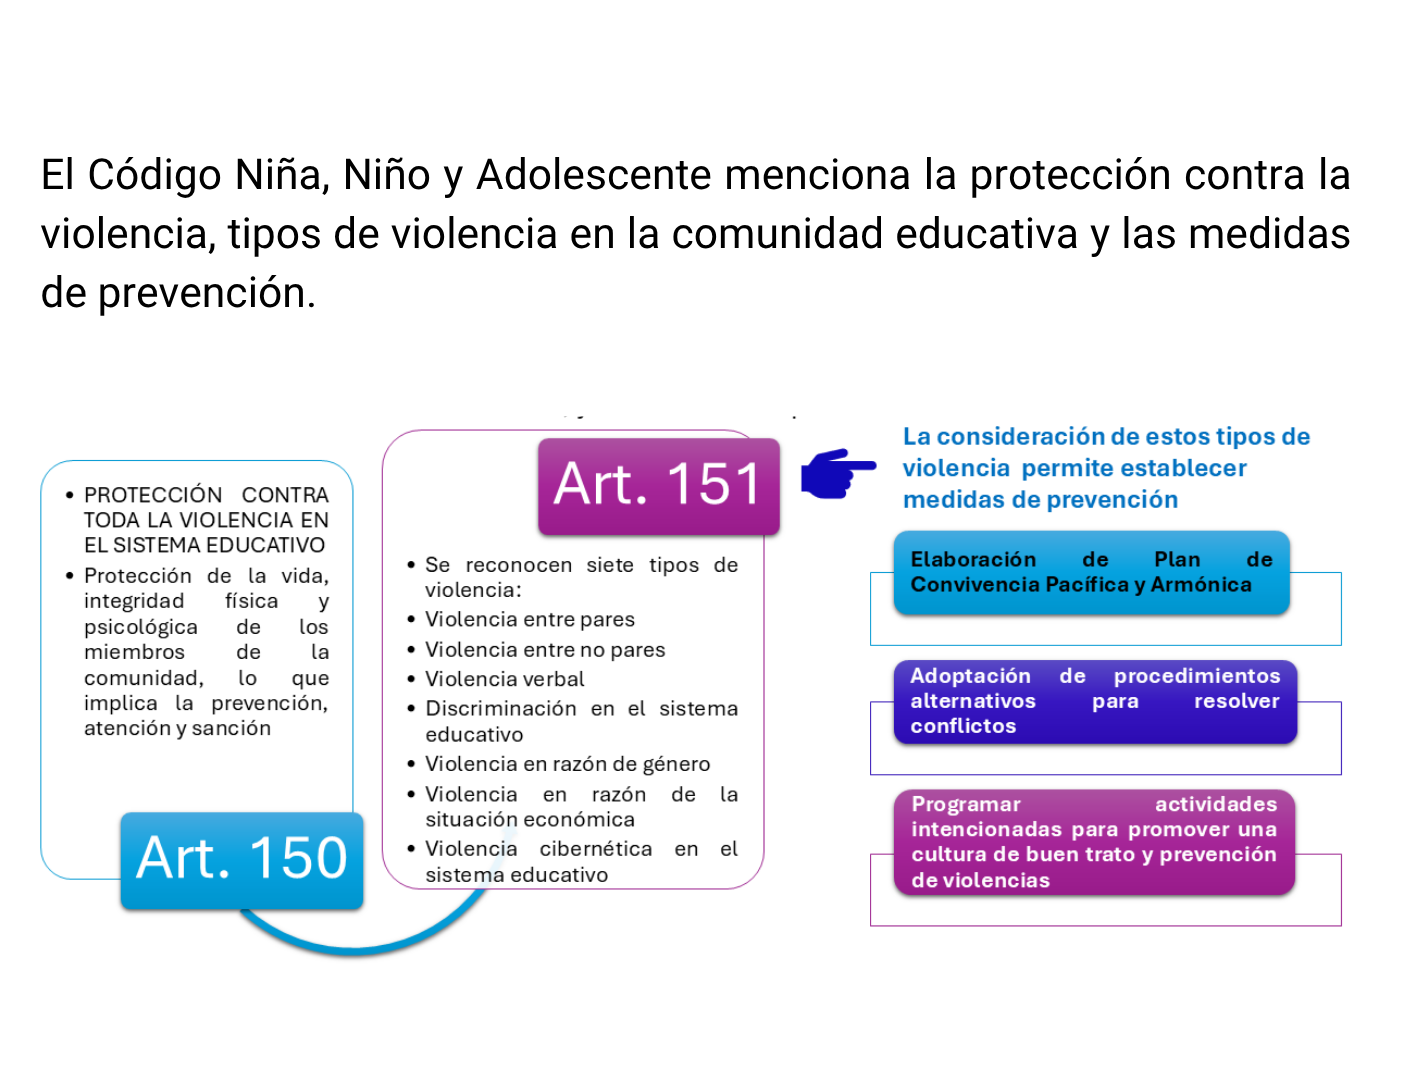 El Código Niña, Niño y Adolescente menciona la protección contra la
violencia, tipos de violencia en la comunidad educativa y las medidas
de prevención.
• PROTECCIÓN CONTRA
TODA LA VIOLENCIA EN
EL SISTEMA EDUCATIVO
• Protección de la vida,
integridad física y
psicológica de los
miembros de la
comunidad, lo que
implica la prevención,
atención y sanción
Art. 150
Art. 151
• Se reconocen siete tipos de
violencia:
• Violencia entre pares
• Violencia entre no pares
• Violencia verbal
• Discriminación en el sistema
educativo
• Violencia en razón de género
• Violencia en razón de la
situación económica
• Violencia cibernética en el
sistema educativo
La consideración de estos tipos de
violencia permite establecer
medidas de prevención
Elaboración de Plan de
Convivencia Pacífica y Armónica
Adopatación de procedimientos
alternativos para resolver
conflictos
Programar actividades
intencionadas para promover una
cultura de buen trato y prevención
de violencias